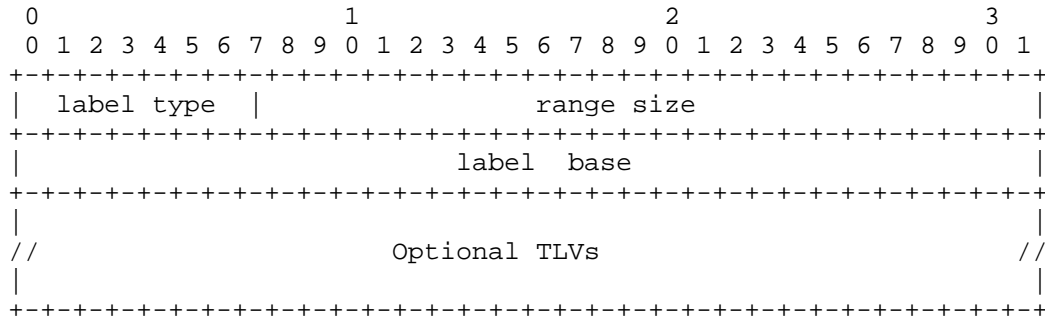 0                   1                   2                   3
 0 1 2 3 4 5 6 7 8 9 0 1 2 3 4 5 6 7 8 9 0 1 2 3 4 5 6 7 8 9 0 1
+-+-+-+-+-+-+-+-+-+-+-+-+-+-+-+-+-+-+-+-+-+-+-+-+-+-+-+-+-+-+-+-+
|  label type  |                 range size                     |
+-+-+-+-+-+-+-+-+-+-+-+-+-+-+-+-+-+-+-+-+-+-+-+-+-+-+-+-+-+-+-+-+
|                           label  base                         |
+-+-+-+-+-+-+-+-+-+-+-+-+-+-+-+-+-+-+-+-+-+-+-+-+-+-+-+-+-+-+-+-+
|                                                               |
//                      Optional TLVs                          //
|                                                               |
+-+-+-+-+-+-+-+-+-+-+-+-+-+-+-+-+-+-+-+-+-+-+-+-+-+-+-+-+-+-+-+-+